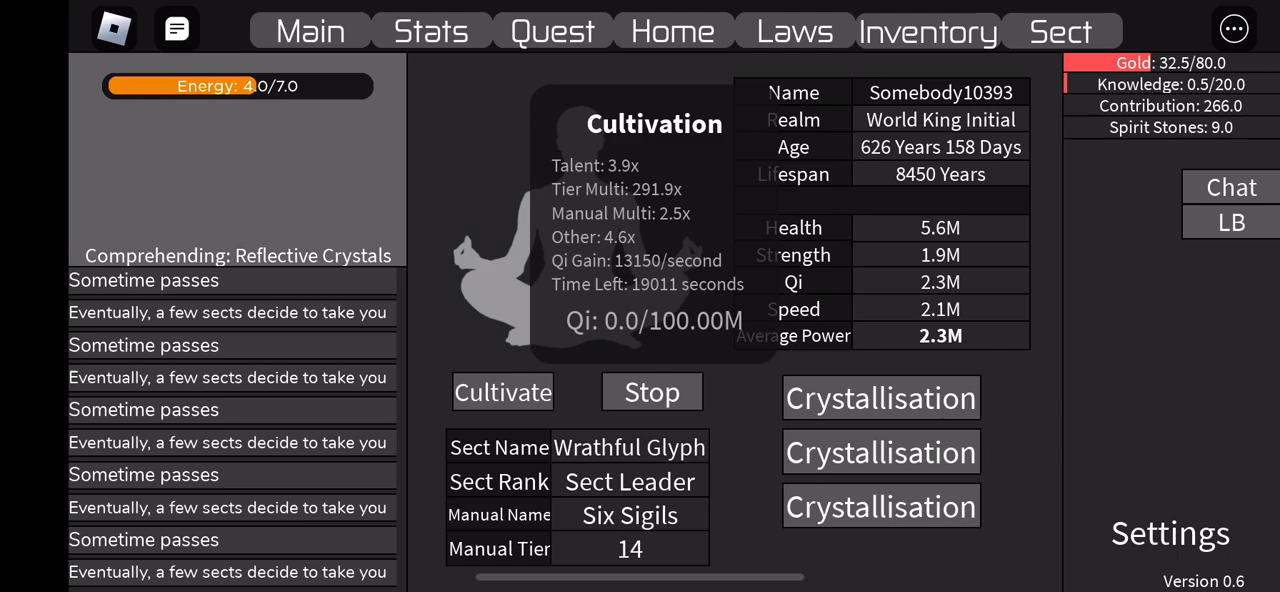 Main Stats Quest Home Laws Inventory Sect
Energy: 4.0/7.0
Comprehending: Reflective Crystals
Sometime passes
Eventually, a few sects decide to take you
Sometime passes
Eventually, a few sects decide to take you
Sometime passes
Eventually, a few sects decide to take you
Sometime passes
Eventually, a few sects decide to take you
Sometime passes
Eventually, a few sects decide to take you
Cultivation
Talent: 3.9x
Tier Multi: 291.9x
Manual Multi: 2.5x
Other: 4.6x
Qi Gain: 13150/second
Time Left: 19011 seconds
Qi: 0.0/100.00M
Name Somebody10393
Realm World King Initial
Age 626 Years 158 Days
Lifespan 8450 Years
Health 5.6M
Strength 1.9M
Qi 2.3M
Speed 2.1M
Average Power 2.3M
Cultivate Stop
Sect Name Wrathful Glyph
Sect Rank Sect Leader
Manual Name Six Sigils
Manual Tier 14
Crystallisation
Crystallisation
Crystallisation
Gold: 32.5/80.0
Knowledge: 0.5/20.0
Contribution: 266.0
Spirit Stones: 9.0
Chat
LB
Settings
Version 0.6